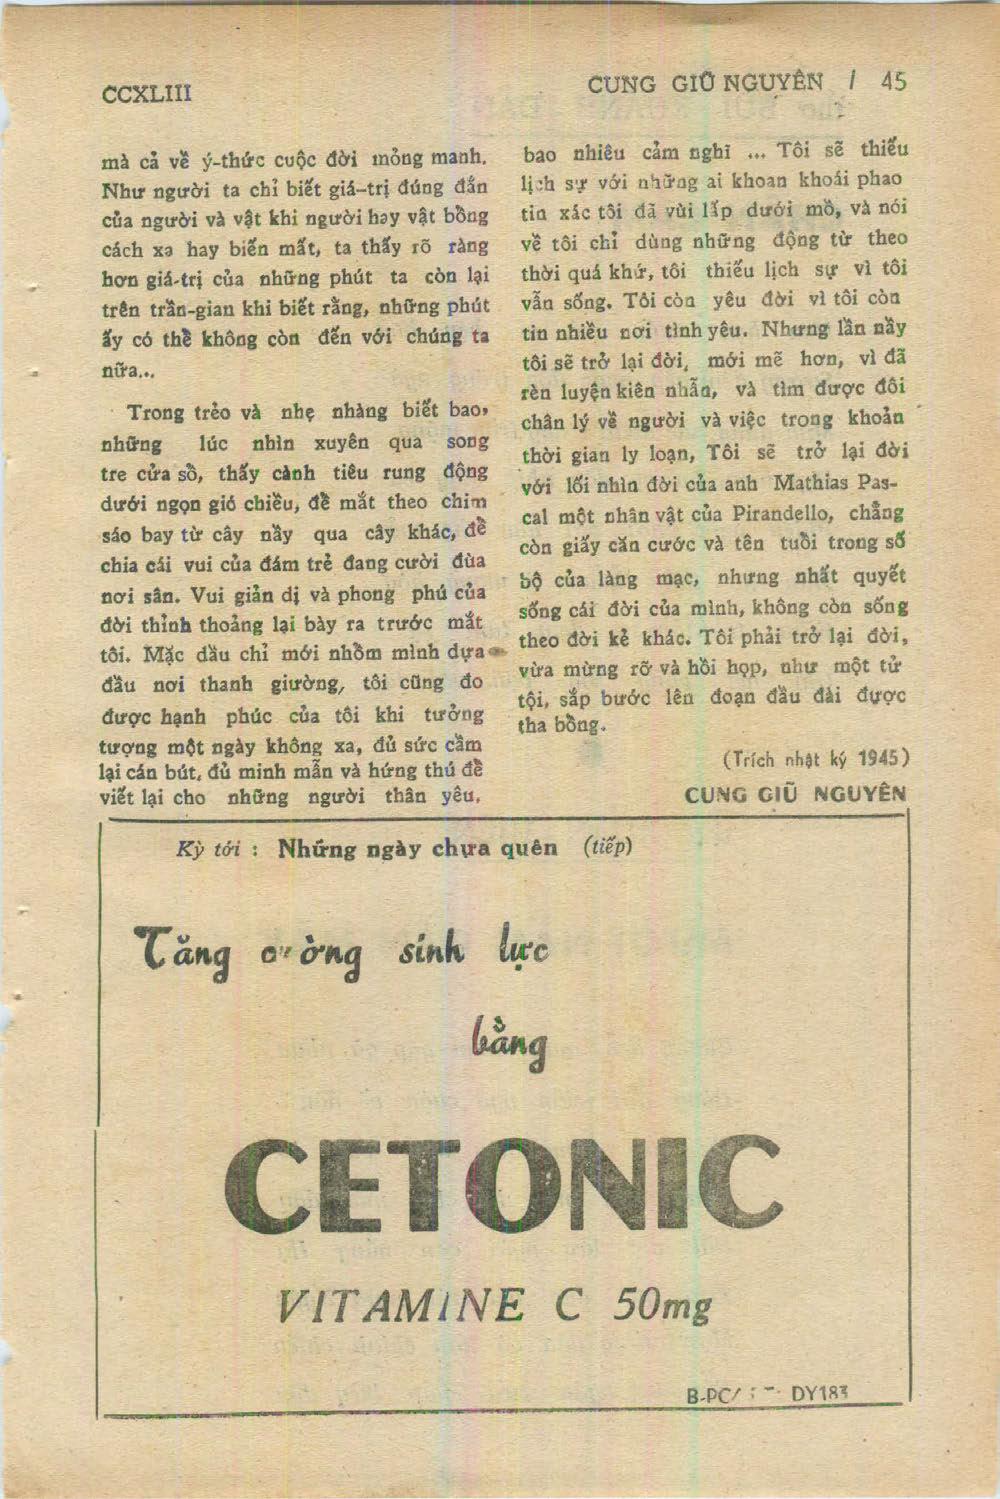 CCXLIII
CUNG GIŨ NGUYÊN / 45
mà cả về ý-thức cuộc đời mỏng manh.
Như người ta chỉ biết giá-trị đúng đắn
của người và vật khi người hay vật bồng
cách xa hay biến mất, ta thấy rõ ràng
hơn giá-trị của những phút ta còn lại
trên trần-gian khi biết rằng, những phút
ấy có thể không còn đến với chúng ta
nữa...
Trong trẻo và nhẹ nhàng biết bao,
những lúc nhìn xuyên qua song
tre cửa sổ, thấy cành tiêu rung động
dưới ngọn gió chiều, để mắt theo chim
sáo bay từ cây nầy qua cây khác, để
chia cái vui của đám trẻ đang cười đùa
nơi sân. Vui giản dị và phong phú của
đời thỉnh thoảng lại bày ra trước mắt
tôi. Mặc dầu chỉ mới nhồm mình dựa
đầu nơi thanh giường, tôi cũng đo
được hạnh phúc của tôi khi tưởng
tượng một ngày không xa, đủ sức cầm
lại cán bút, đủ minh mẫn và hứng thú để
viết lại cho những người thân yêu,
bao nhiêu cảm nghĩ ... Tôi sẽ thiếu
lịch sự với những ai khoan khoái phao
tin xác tôi đã vùi lấp dưới mồ, và nói
về tôi chỉ dùng những động từ theo
thời quá khứ, tôi thiếu lịch sự vì tôi
vẫn sống. Tôi còn yêu đời vì tôi còn
tin nhiều nơi tình yêu. Nhưng lần nầy
tôi sẽ trở lại đời, mới mẽ hơn, vì đã
rèn luyện kiên nhẫn, và tìm được đôi
chân lý về người và việc trong khoản
thời gian ly loạn, Tôi sẽ trở lại đời
với lối nhìn đời của anh Mathias Pas-
cal một nhân vật của Pirandello, chẳng
còn giấy căn cước và tên tuổi trong sổ
bộ của làng mạc, nhưng nhất quyết
sống cái đời của mình, không còn sống
theo đời kẻ khác. Tôi phải trở lại đời,
vừa mừng rỡ và hồi họp, như một tử
tội, sắp bước lên đoạn đầu đài được
tha bồng.
(Trích nhật ký 1945)
CUNG GIŨ NGUYÊN
Kỳ tới : Những ngày chưa quên (tiếp)
Tăng cường sinh lực
bằng
CETONIC
VITAMINE C 50mg
B-PC/ DY183